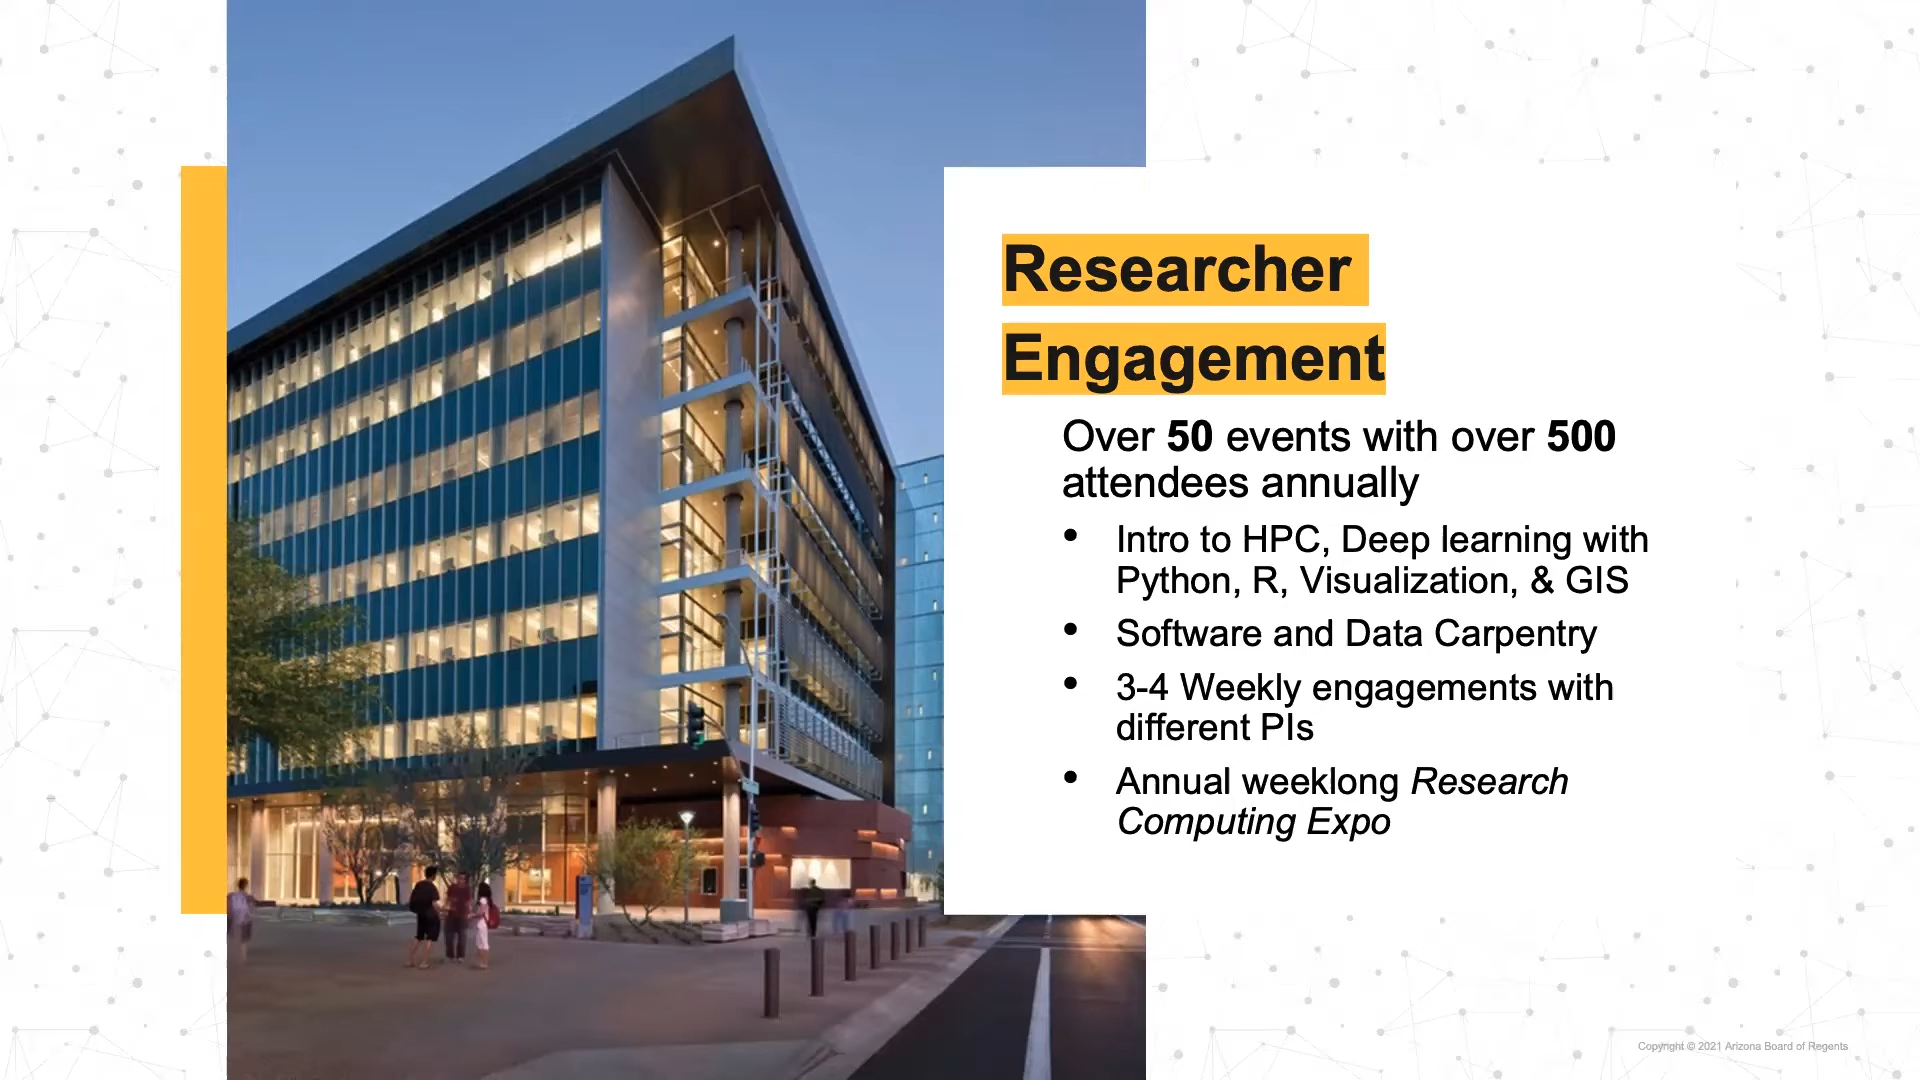 Researcher
Engagement
Over 50 events with over 500
attendees annually
• Intro to HPC, Deep learning with
Python, R, Visualization, & GIS
• Software and Data Carpentry
• 3-4 Weekly engagements with
different PIs
• Annual weeklong Research
Computing Expo
Copyright © 2021 Arizona Board of Regents